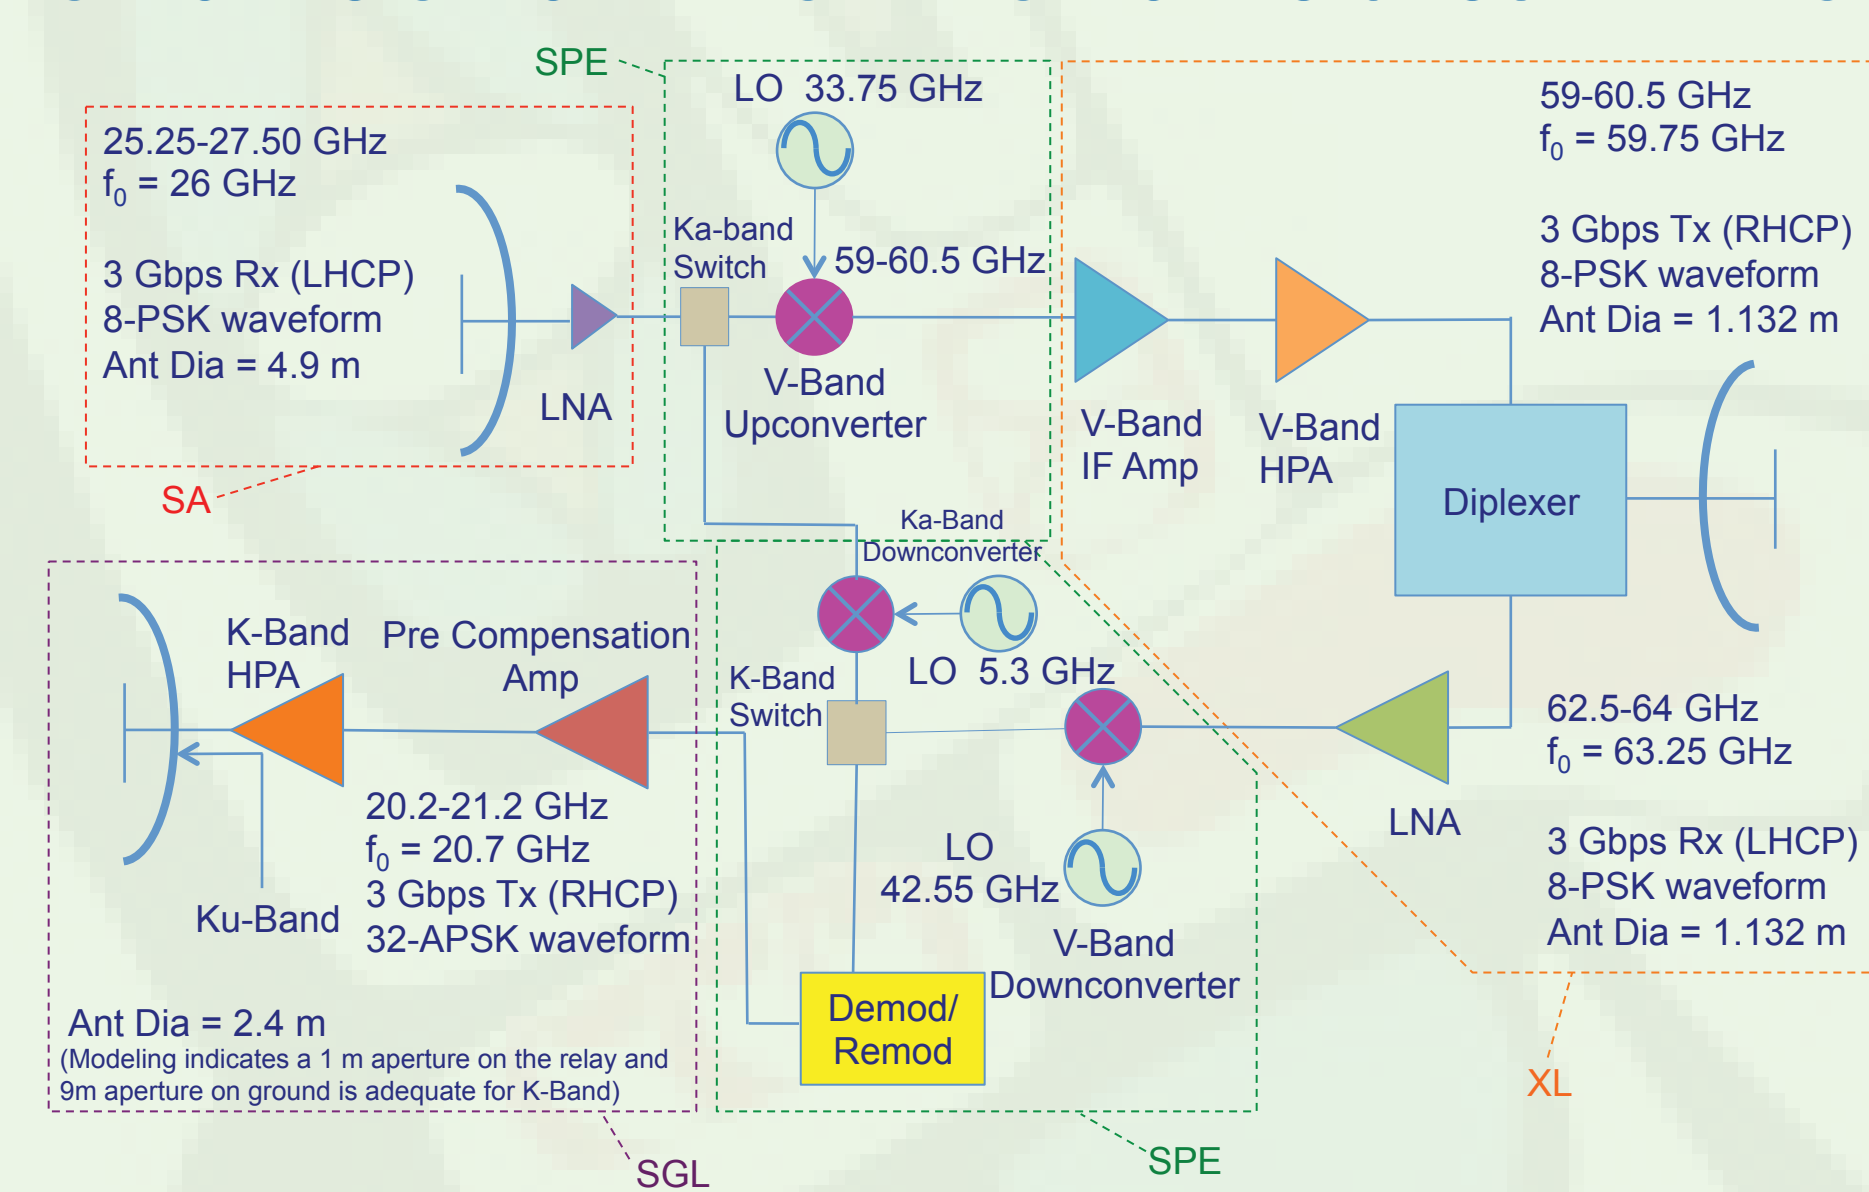 SPE
LO 33.75 GHz
25.25-27.50 GHz
f₀ = 26 GHz
3 Gbps Rx (LHCP)
8-PSK waveform
Ant Dia = 4.9 m
LNA
SA
Ka-band
Switch
59-60.5 GHz
V-Band
Upconverter
59-60.5 GHz
f₀ = 59.75 GHz
3 Gbps Tx (RHCP)
8-PSK waveform
Ant Dia = 1.132 m
V-Band
IF Amp
V-Band
HPA
Diplexer
Ka-Band
Downconverter
LO 5.3 GHz
K-Band
Switch
K-Band
HPA
Pre Compensation
Amp
20.2-21.2 GHz
f₀ = 20.7 GHz
3 Gbps Tx (RHCP)
32-APSK waveform
Ku-Band
Ant Dia = 2.4 m
(Modeling indicates a 1 m aperture on the relay and
9m aperture on ground is adequate for K-Band)
SGL
LO
42.55 GHz
V-Band
Downconverter
Demod/
Remod
SPE
LNA
62.5-64 GHz
f₀ = 63.25 GHz
3 Gbps Rx (LHCP)
8-PSK waveform
Ant Dia = 1.132 m
XL